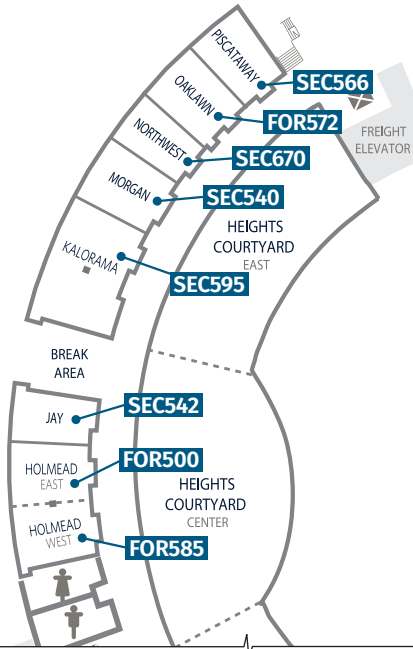 PISCATAWAY
SEC566
OAKLAWN
FOR572
FREIGHT
ELEVATOR
NORTHWEST
SEC670
MORGAN
SEC540
HEIGHTS
COURTYARD
EAST
KALORAMA
SEC595
BREAK
AREA
JAY
SEC542
HOLMEAD
EAST
FOR500
HEIGHTS
COURTYARD
CENTER
HOLMEAD
WEST
FOR585